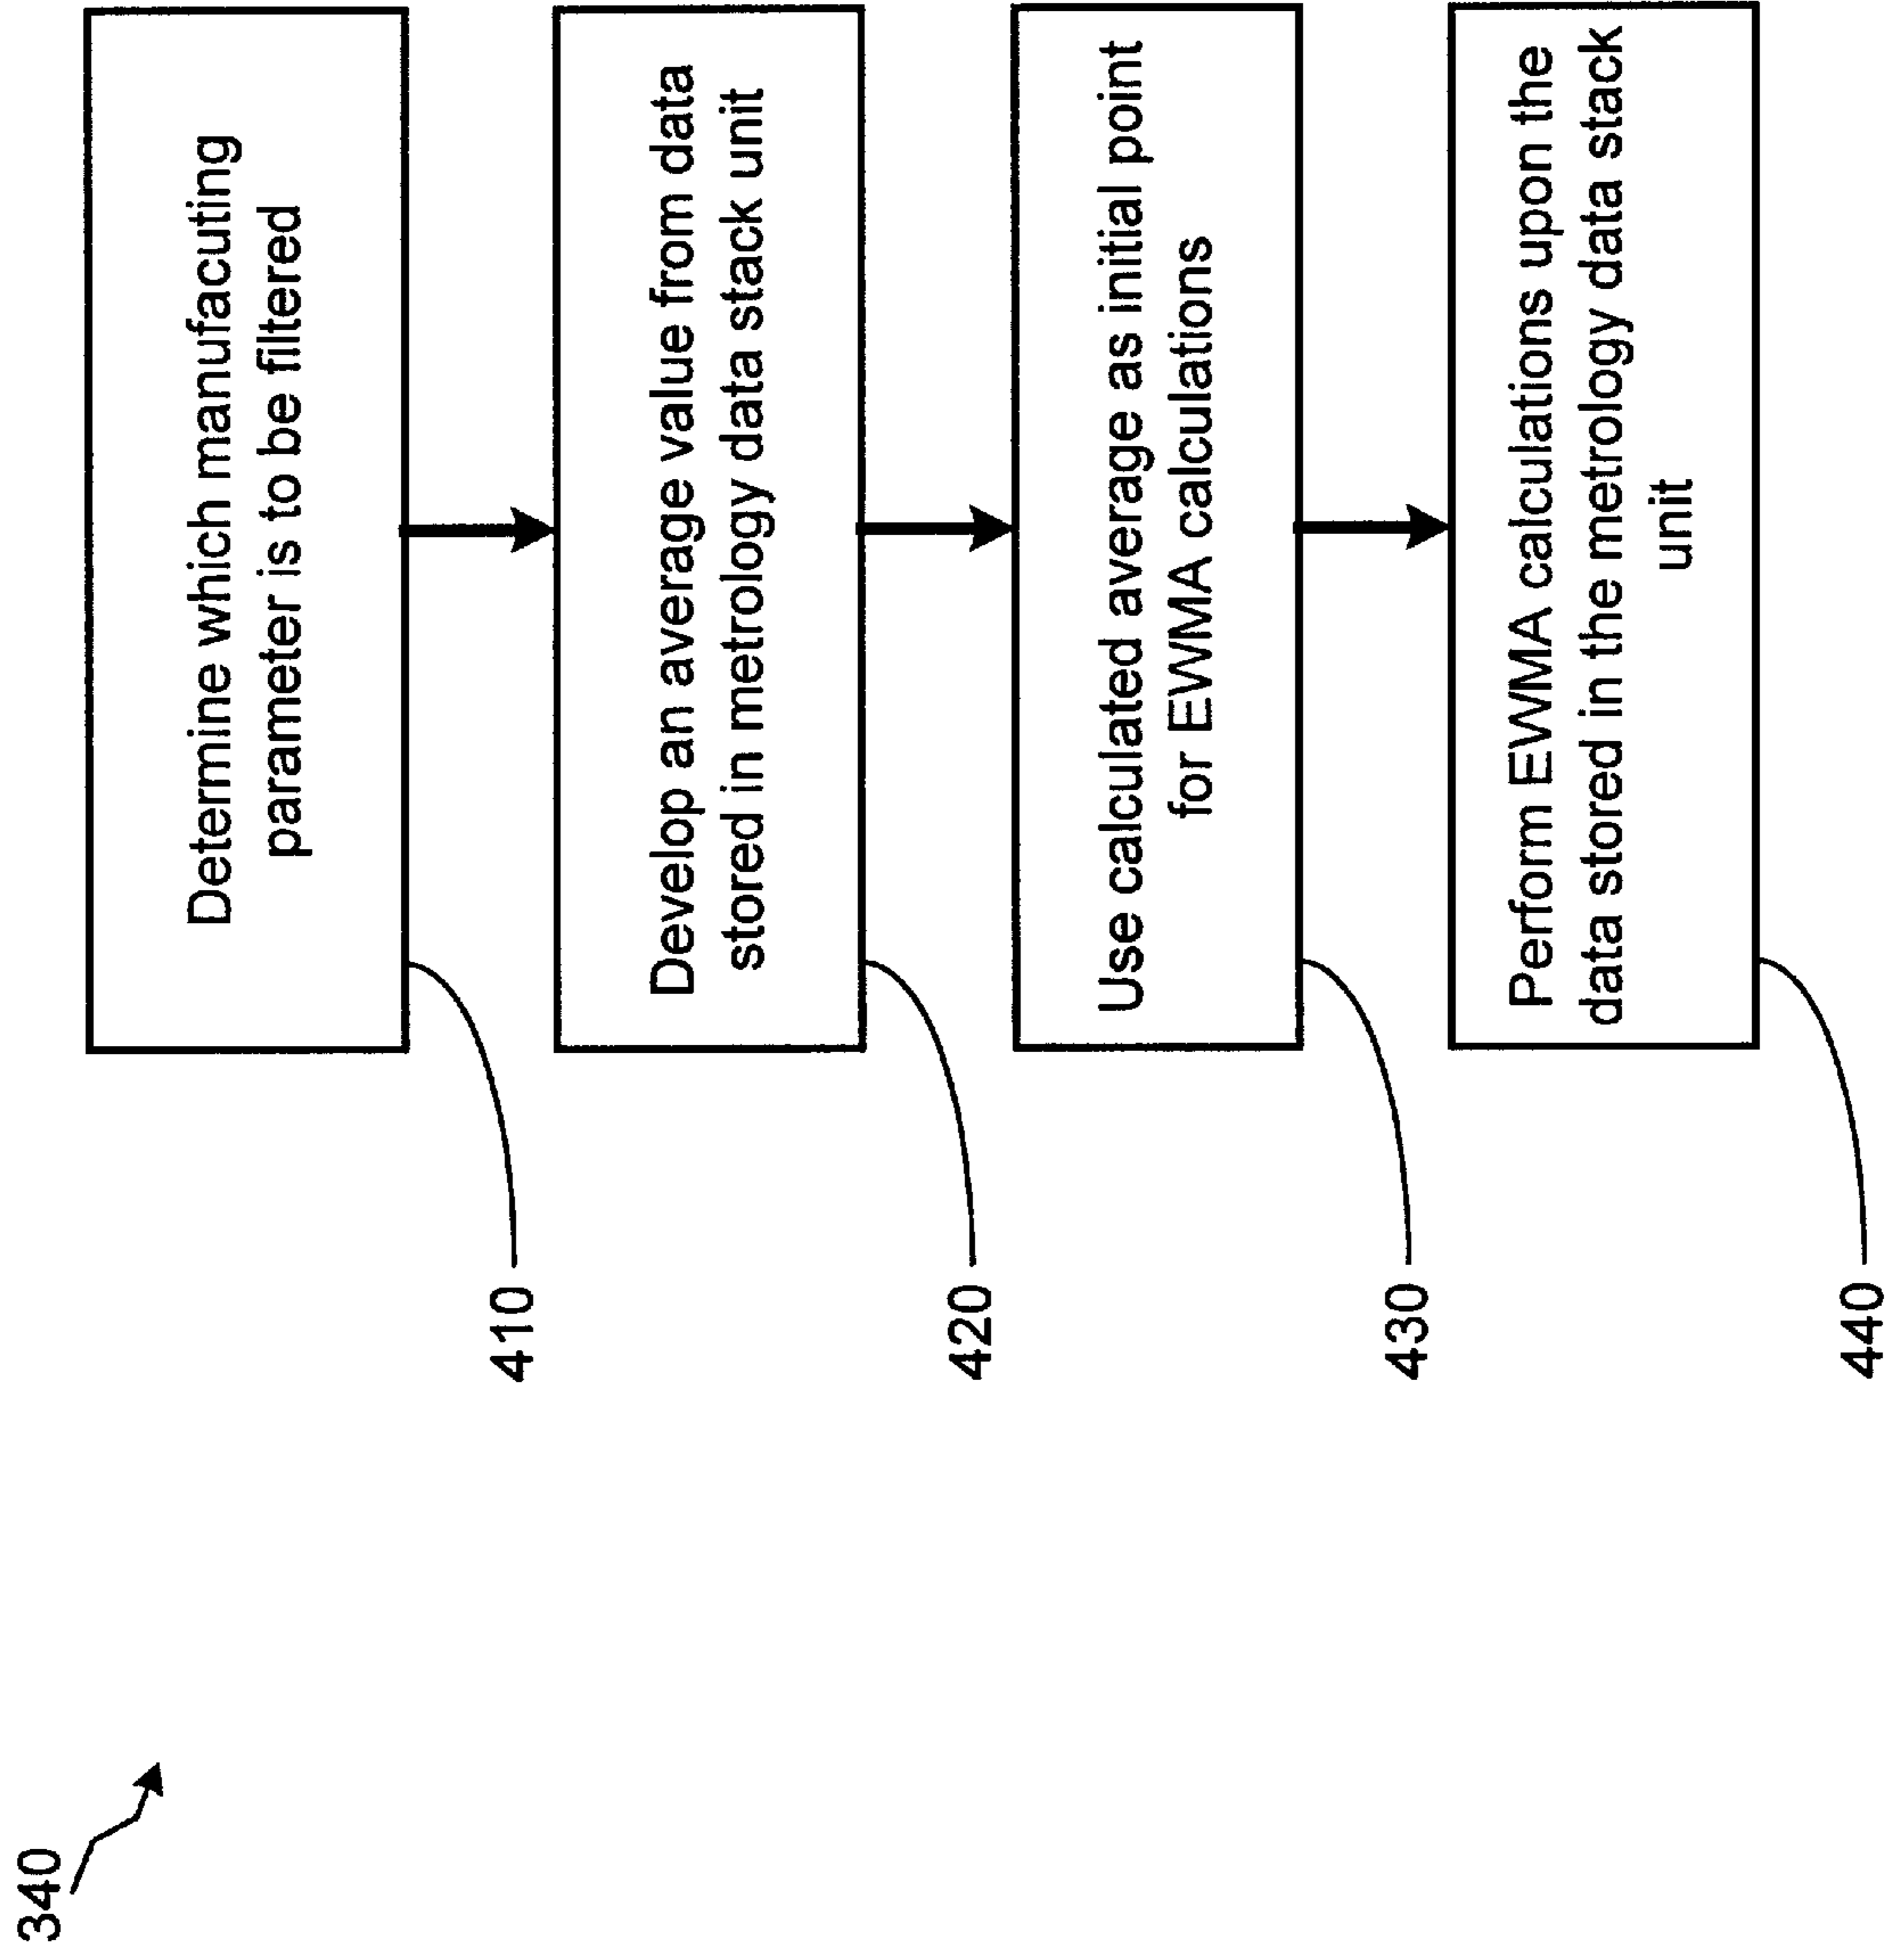 340
Determine which manufacuting
parameter is to be filtered
410
Develop an average value from data
stored in metrology data stack unit
420
Use calculated average as initial point
for EWMA calculations
430
Perform EWMA calculations upon the
data stored in the metrology data stack
unit
440